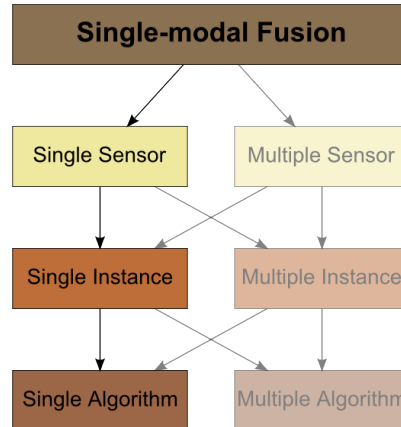 Single-modal Fusion
Single Sensor
Multiple Sensor
Single Instance
Multiple Instance
Single Algorithm
Multiple Algorithm